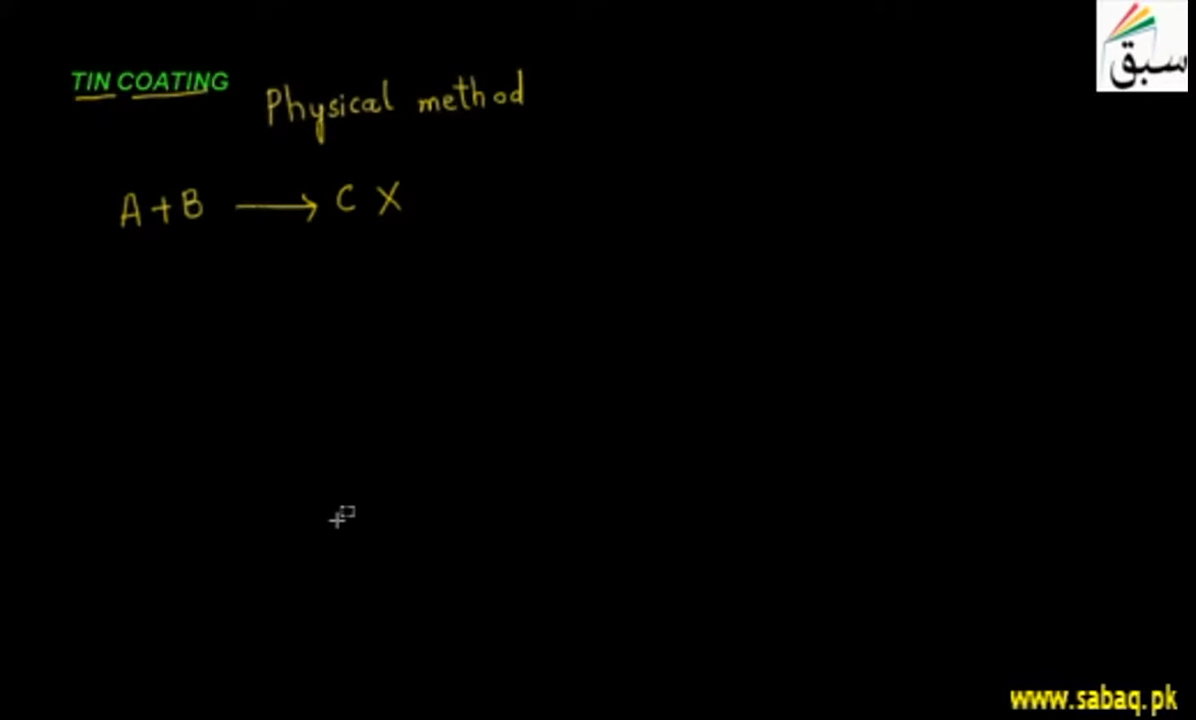 سبق
TIN COATING Physical method
A + B ⟶ C X
www.sabaq.pk